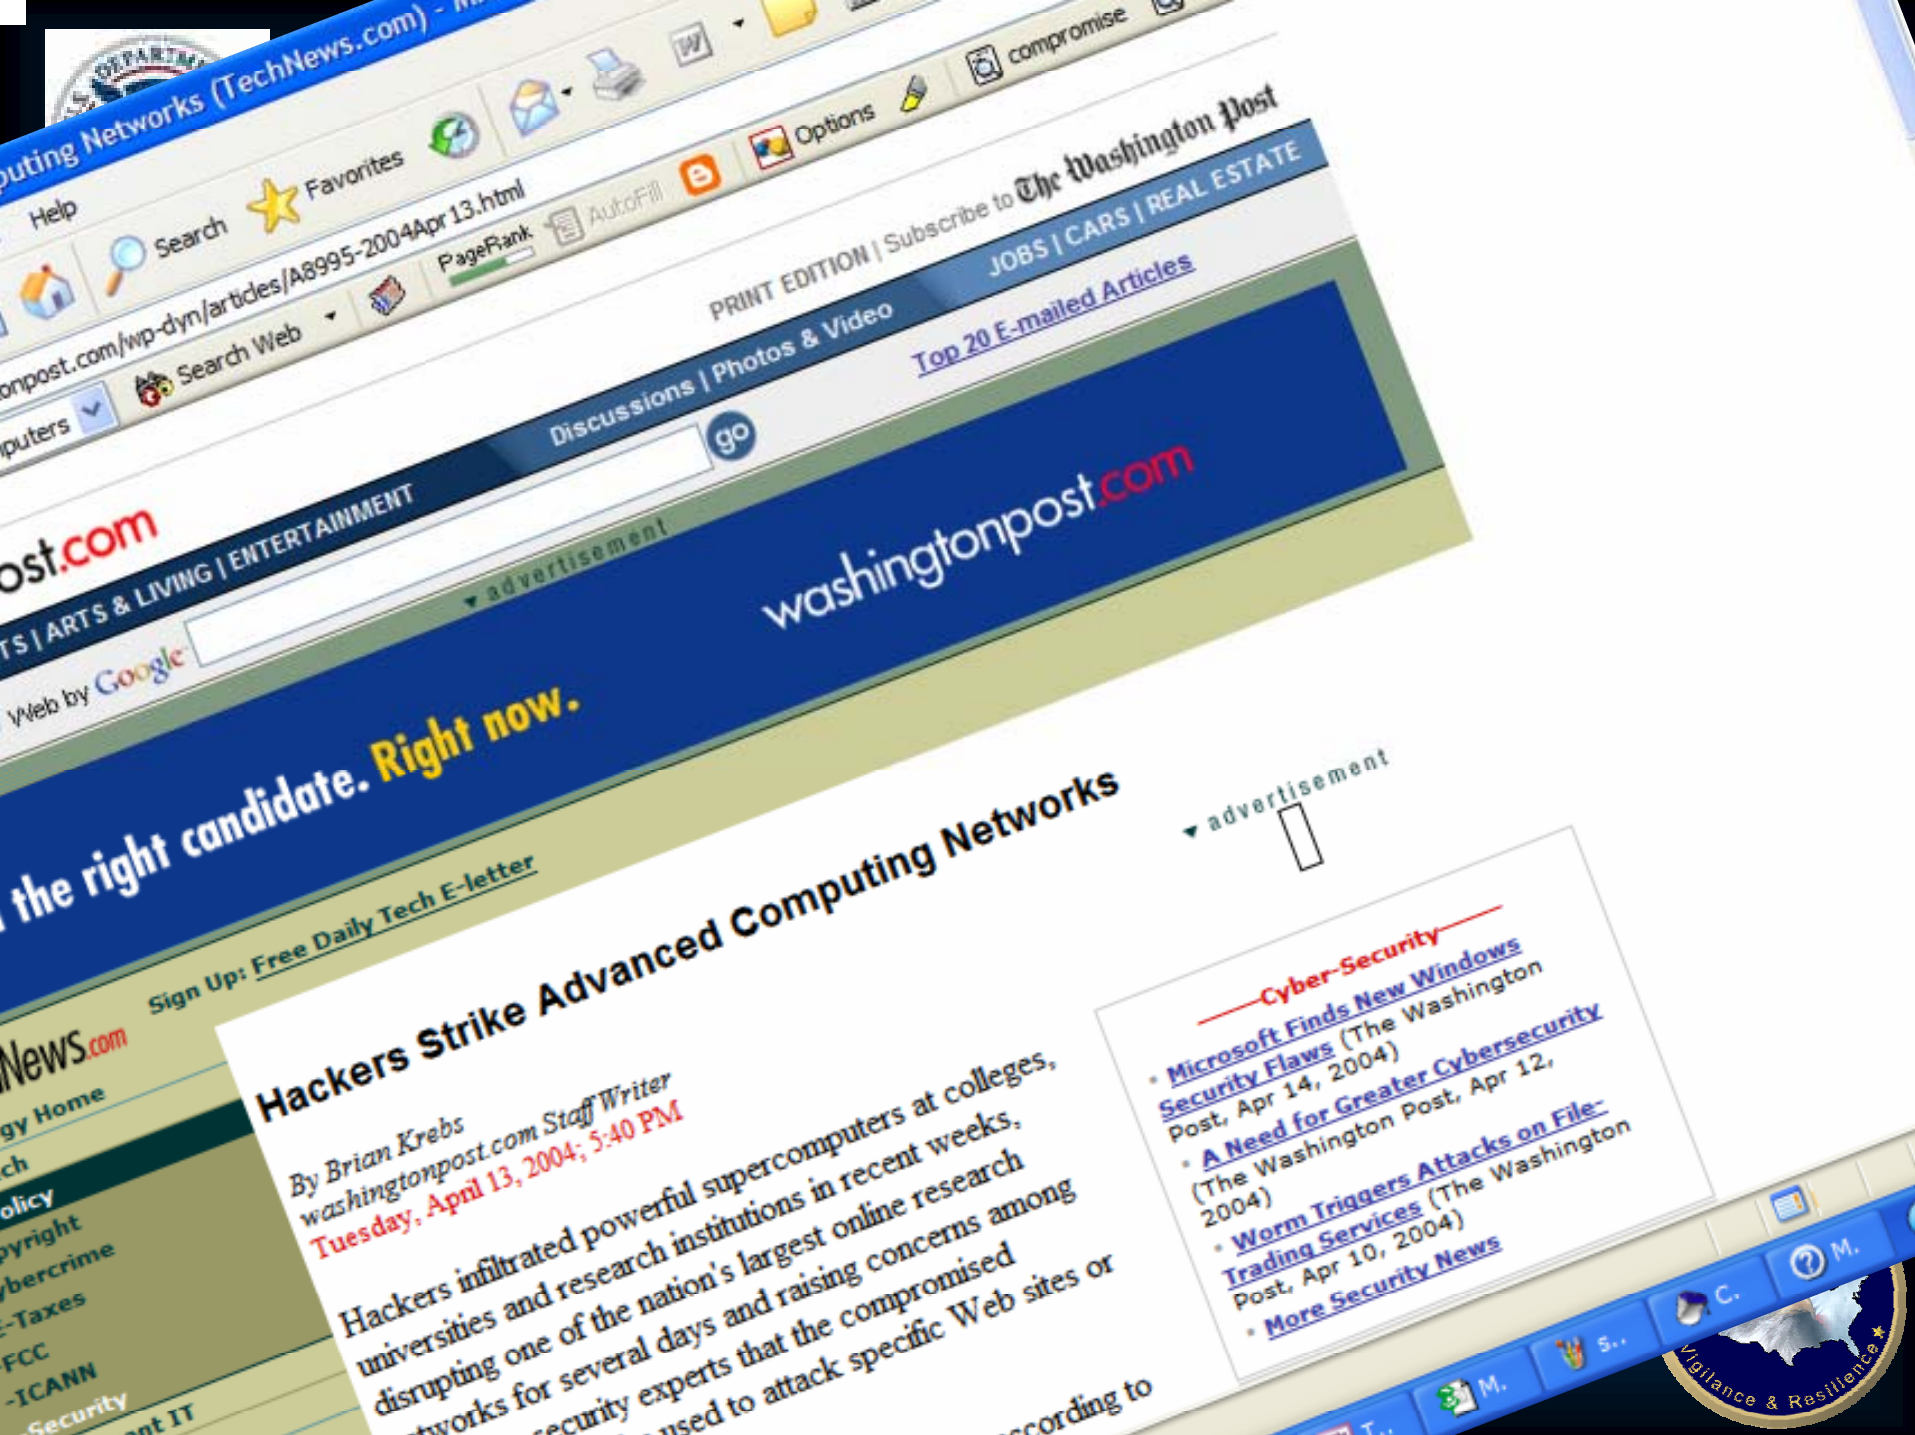 DEPARTM
puting Networks (TechNews.com) -
Help
Search
Favorites
onpost.com/wp-dyn/articles/A8995-2004Apr13.html
puters
Search Web
PageRank
AutoFill
Options
compromise
PRINT EDITION | Subscribe to The Washington Post
ost.com
TS | ARTS & LIVING | ENTERTAINMENT
Discussions | Photos & Video
JOBS | CARS | REAL ESTATE
Web by Google
go
Top 20 E-mailed Articles
advertisement
the right candidate. Right now.
washingtonpost.com
News.com
Sign Up: Free Daily Tech E-letter
gy Home
ch
olicy
pyright
ybercrime
E-Taxes
-FCC
-ICANN
Security
nt IT
Hackers Strike Advanced Computing Networks
By Brian Krebs
washingtonpost.com Staff Writer
Tuesday, April 13, 2004; 5:40 PM
Hackers infiltrated powerful supercomputers at colleges,
universities and research institutions in recent weeks,
disrupting one of the nation's largest online research
tworks for several days and raising concerns among
security experts that the compromised
used to attack specific Web sites or
ccording to
advertisement
Cyber-Security
• Microsoft Finds New Windows
Security Flaws (The Washington
Post, Apr 14, 2004)
• A Need for Greater Cybersecurity
(The Washington Post, Apr 12,
2004)
• Worm Triggers Attacks on File-
Trading Services (The Washington
Post, Apr 10, 2004)
• More Security News
T..
M.
s..
C.
M.
Vigilance & Resilience